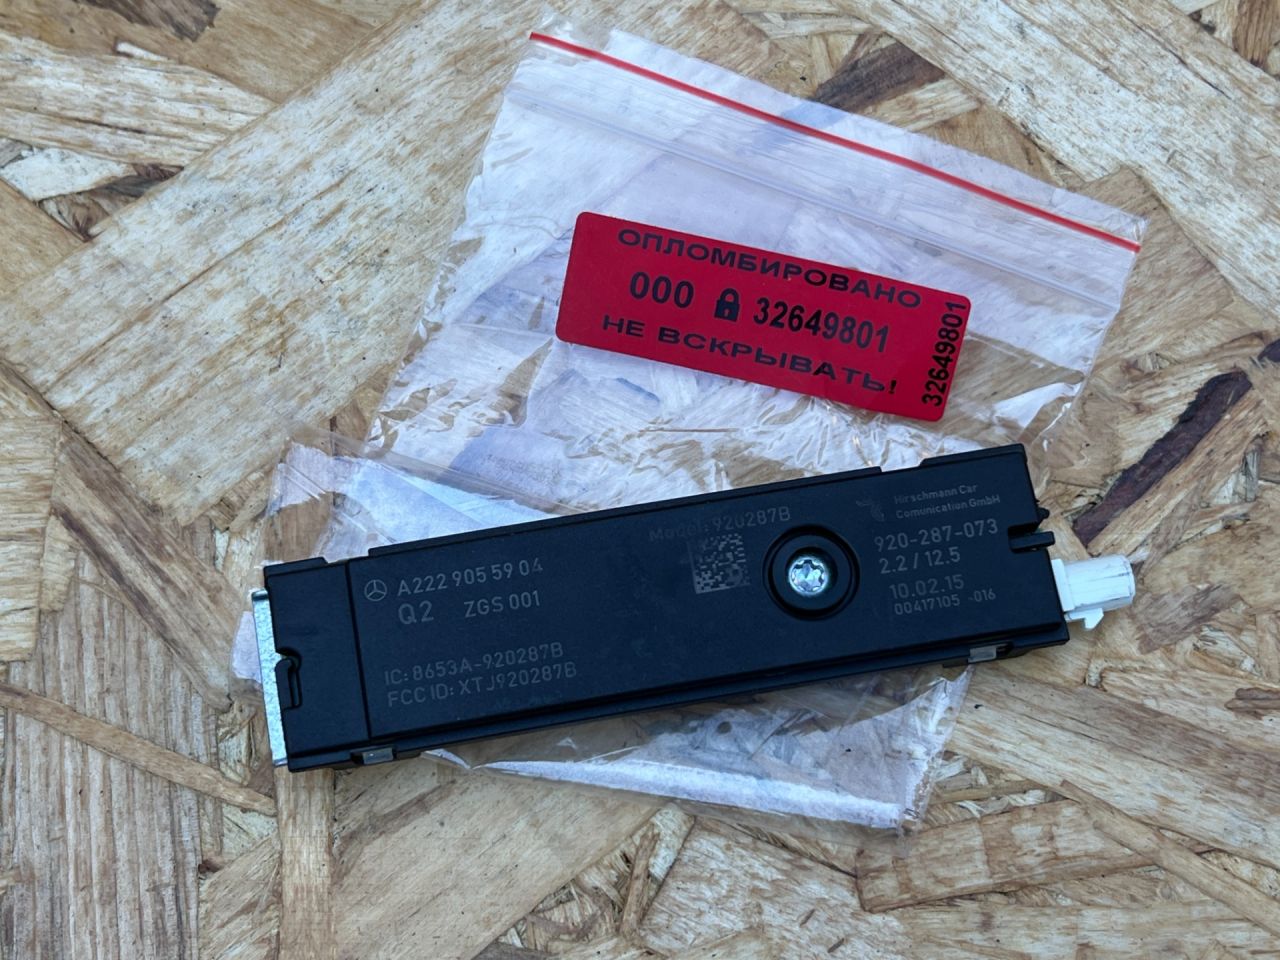 ОПЛОМБИРОВАНО
000 32649801
НЕ ВСКРЫВАТЬ!
32649801
Hirschmann Car
Comunication GmbH
Model: 920287B
920-287-073
2.2 / 12.5
10.02.15
00417105 -016
A222 905 59 04
Q2 ZGS 001
IC: 8653A-920287B
FCC ID: XTJ920287B